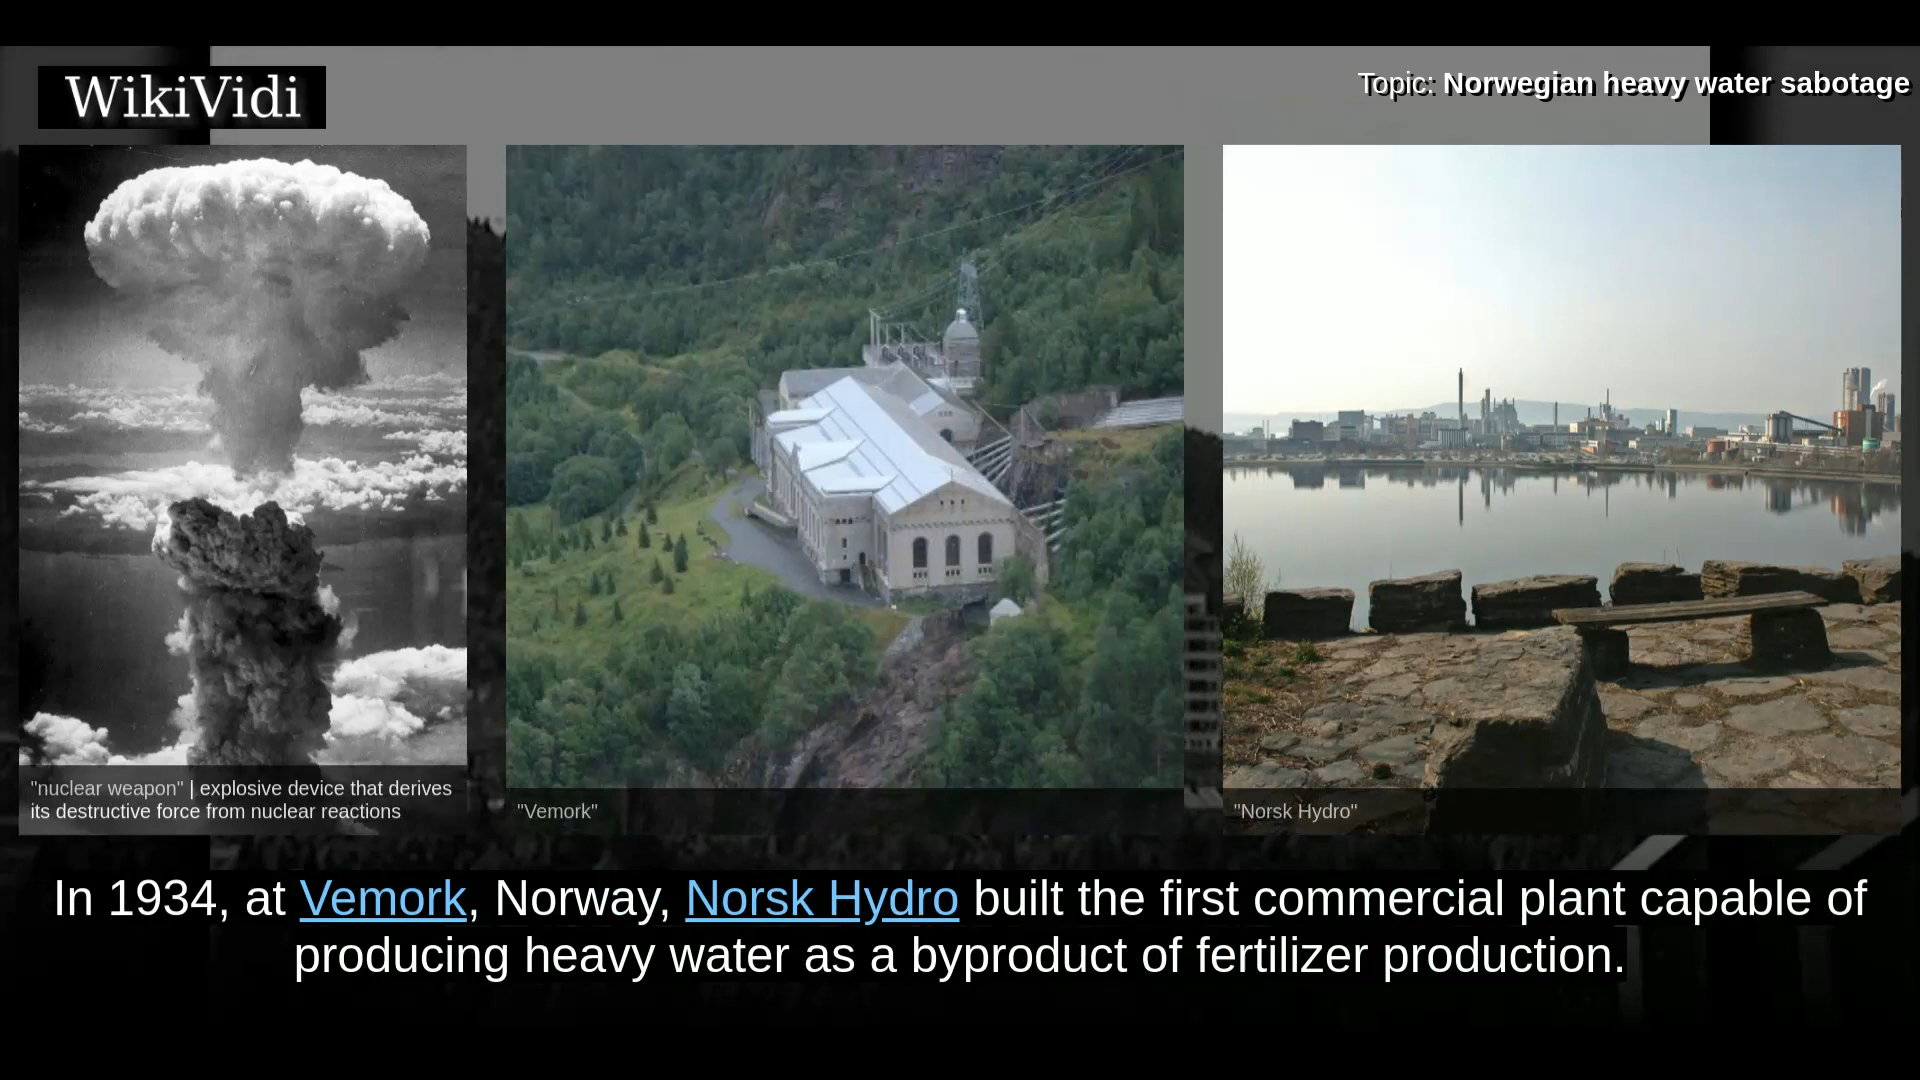 WikiVidi
Topic: Norwegian heavy water sabotage
"nuclear weapon" | explosive device that derives
its destructive force from nuclear reactions
"Vemork"
"Norsk Hydro"
In 1934, at Vemork, Norway, Norsk Hydro built the first commercial plant capable of
producing heavy water as a byproduct of fertilizer production.